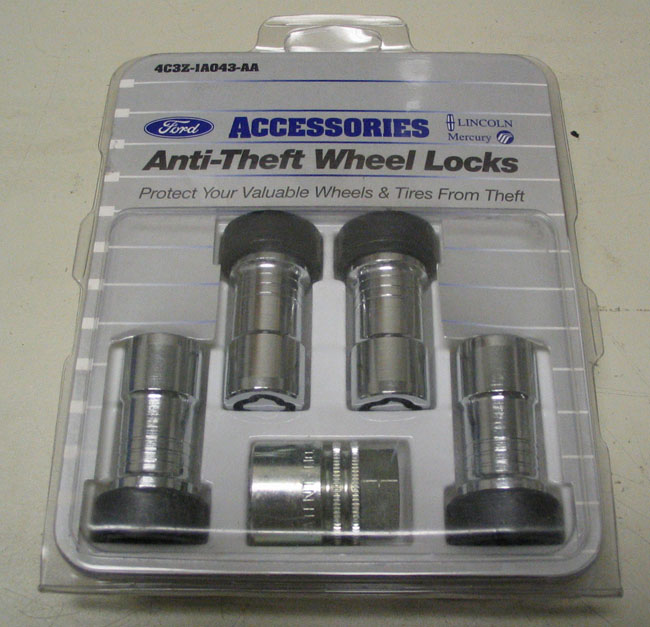 4C3Z-1A043-AA
Ford ACCESSORIES LINCOLN
Mercury
Anti-Theft Wheel Locks
Protect Your Valuable Wheels & Tires From Theft